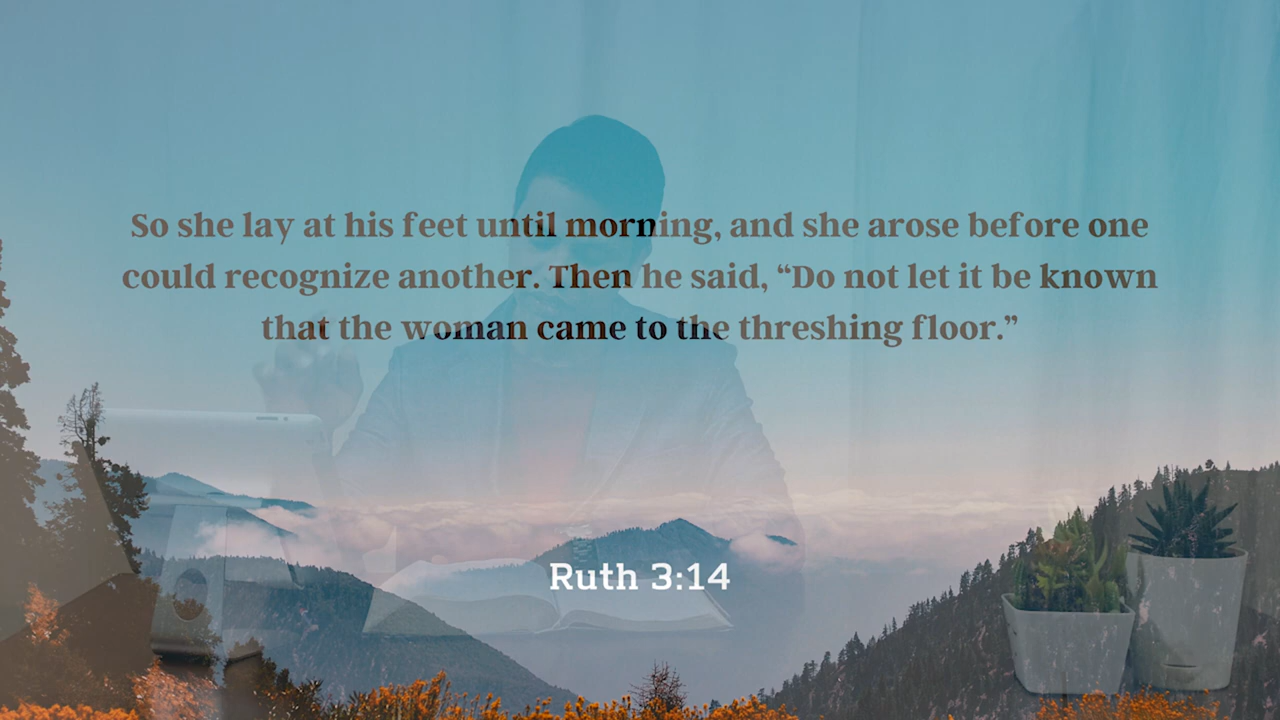 So she lay at his feet until morning, and she arose before one
could recognize another. Then he said, “Do not let it be known
that the woman came to the threshing floor.”
Ruth 3:14